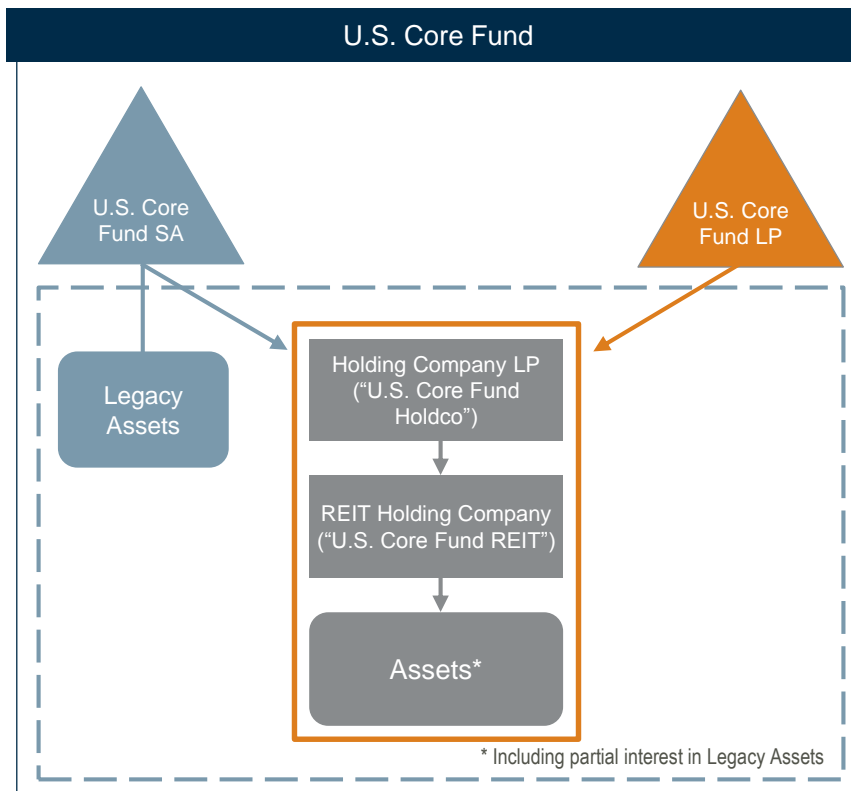 U.S. Core Fund
U.S. Core
Fund SA
U.S. Core
Fund LP
Legacy
Assets
Holding Company LP
(“U.S. Core Fund
Holdco”)
REIT Holding Company
(“U.S. Core Fund REIT”)
Assets*
* Including partial interest in Legacy Assets